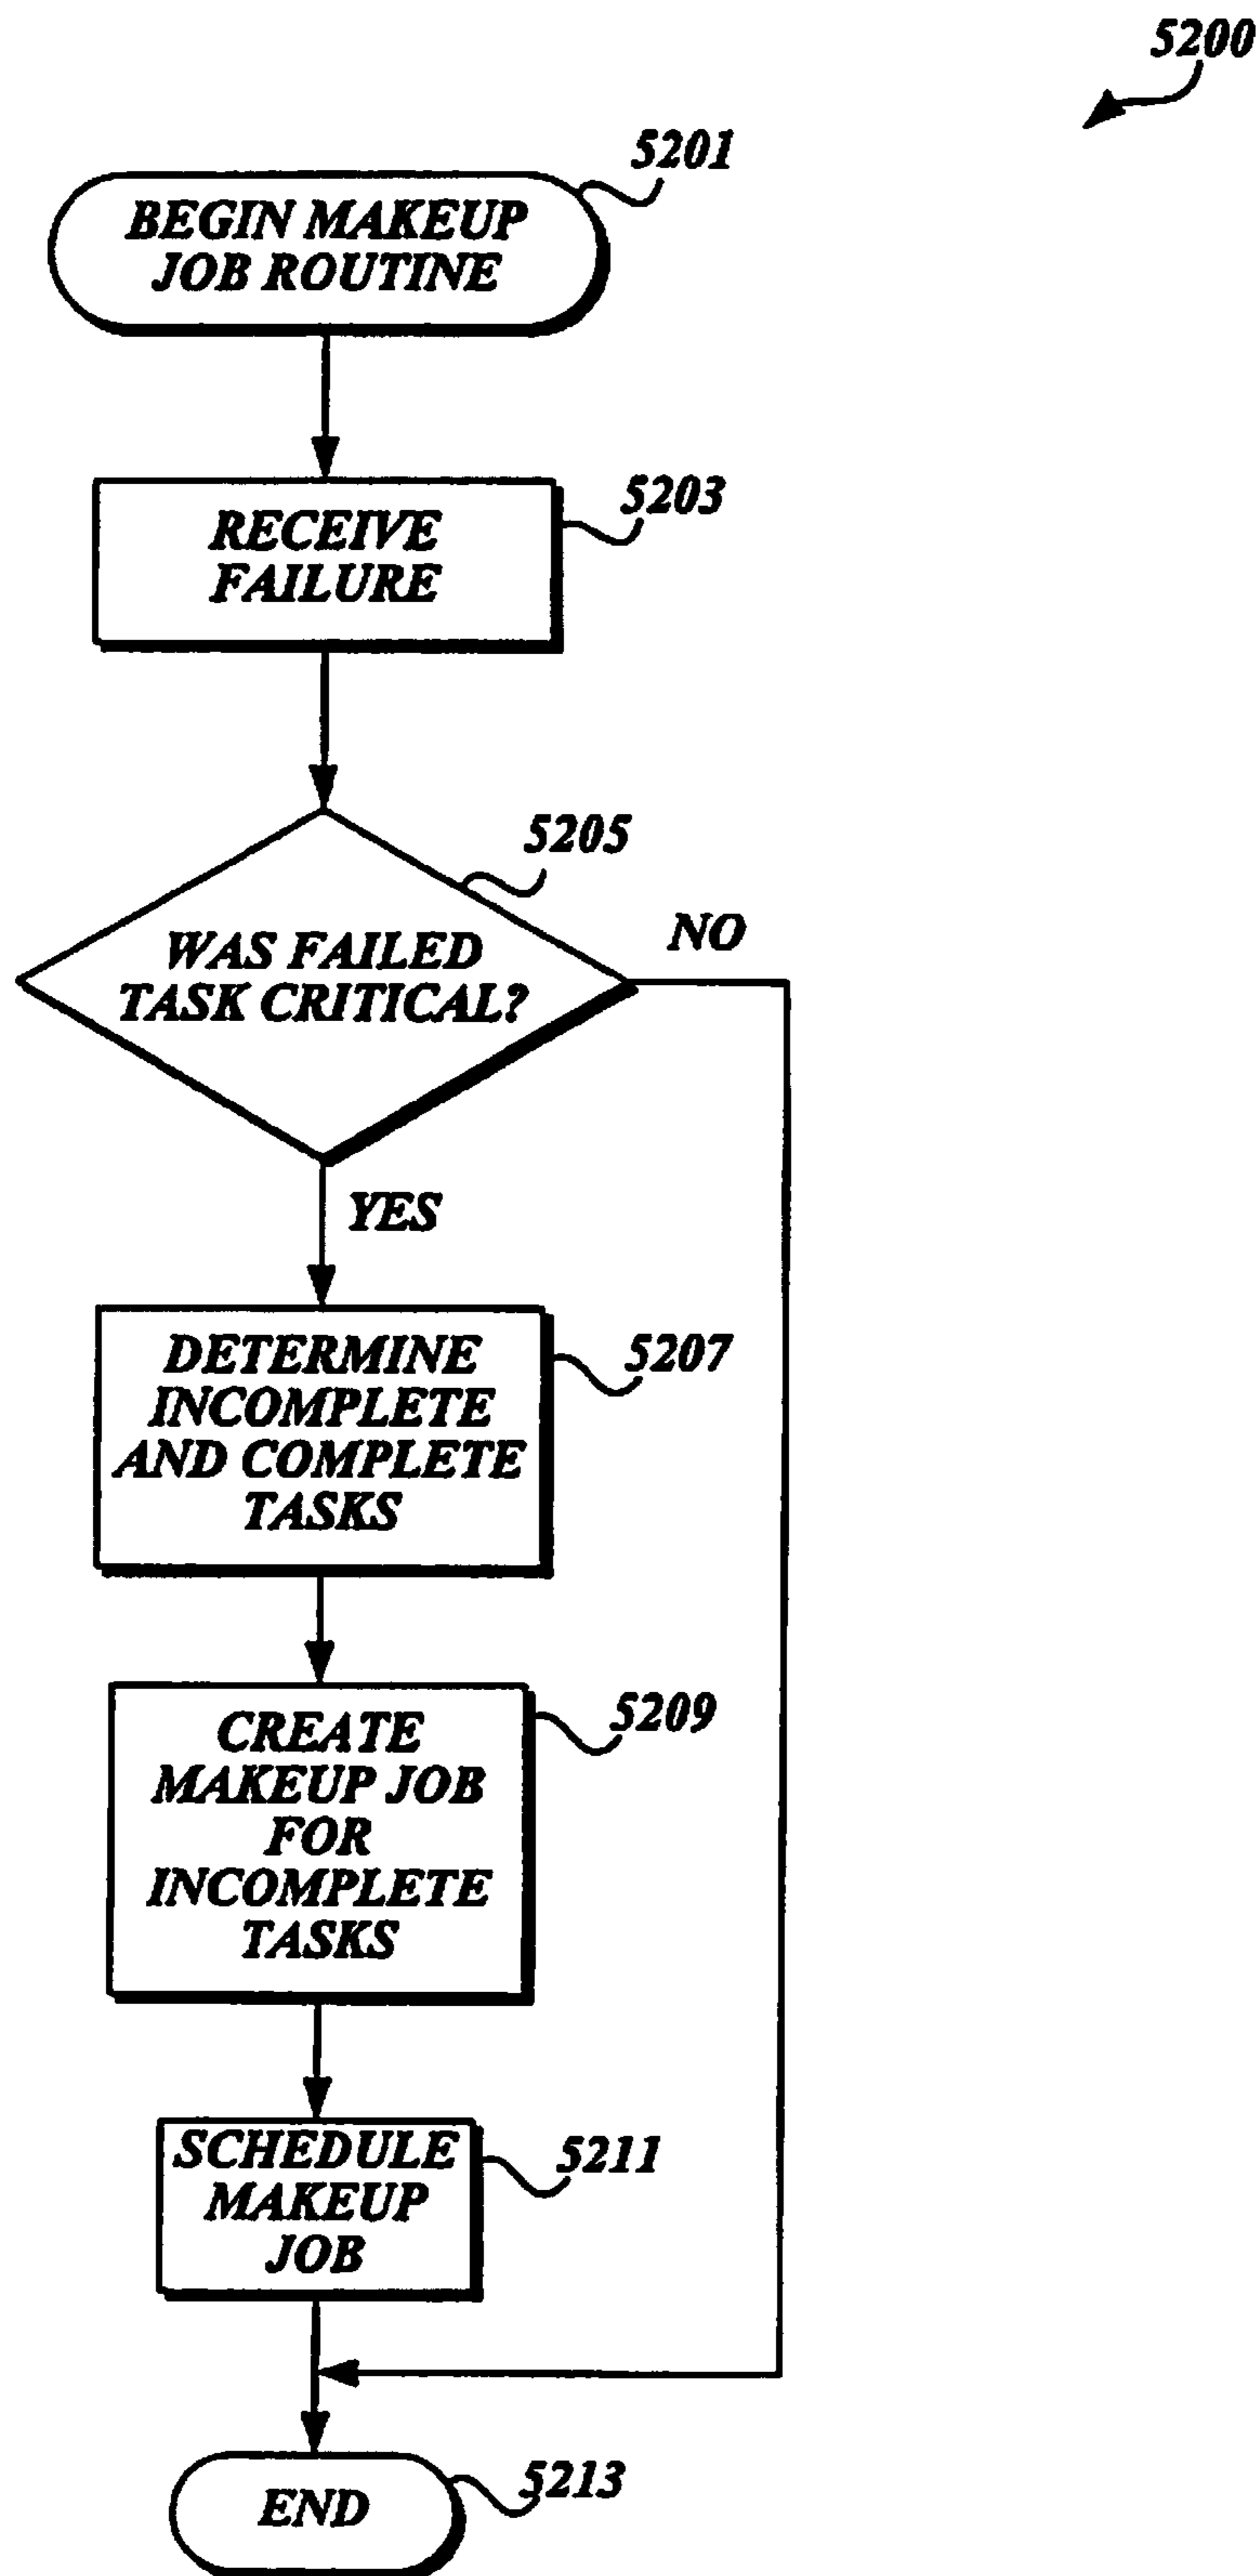 5200
5201
BEGIN MAKEUP
JOB ROUTINE
5203
RECEIVE
FAILURE
5205
WAS FAILED
TASK CRITICAL?
NO
YES
DETERMINE
INCOMPLETE
AND COMPLETE
TASKS
5207
CREATE
MAKEUP JOB
FOR
INCOMPLETE
TASKS
5209
SCHEDULE
MAKEUP
JOB
5211
END
5213